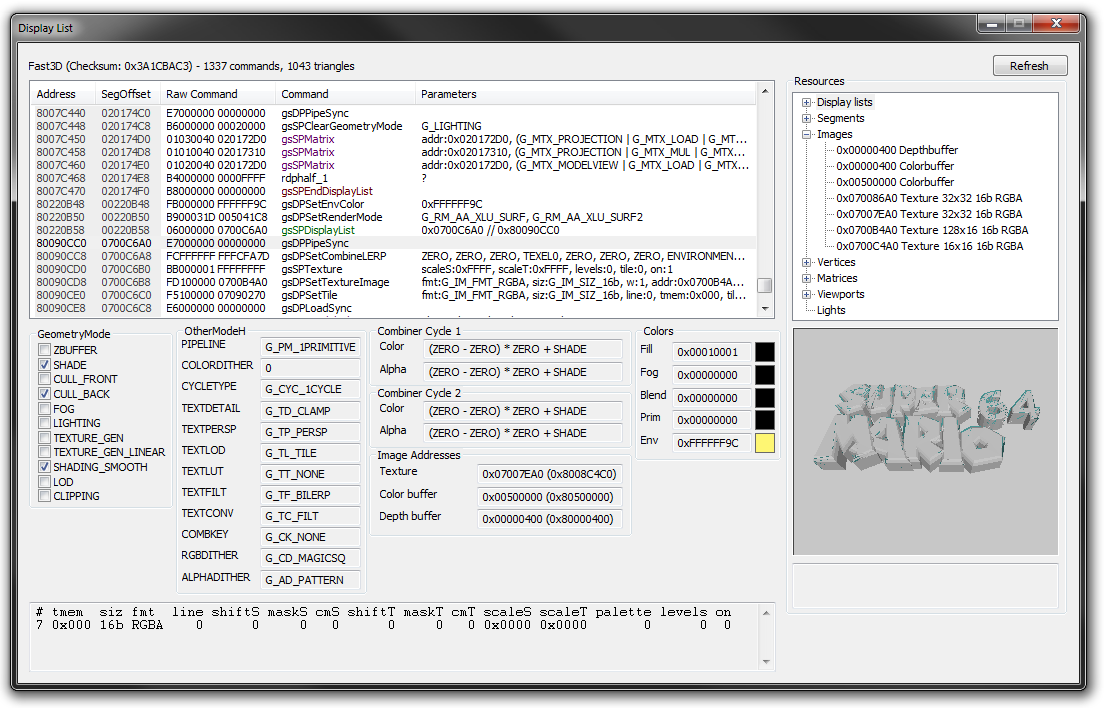 Display List
Fast3D (Checksum: 0x3A1CBAC3) - 1337 commands, 1043 triangles
Refresh
Address SegOffset Raw Command Command Parameters
8007C440 020174C0 E7000000 00000000 gsDPPipeSync
8007C448 020174C8 B6000000 00020000 gsSPClearGeometryMode G_LIGHTING
8007C450 020174D0 01030040 020172D0 gsSPMatrix addr:0x020172D0, (G_MTX_PROJECTION | G_MTX_LOAD | G_MT...
8007C458 020174D8 01010040 02017310 gsSPMatrix addr:0x02017310, (G_MTX_PROJECTION | G_MTX_MUL | G_MTX...
8007C460 020174E0 01020040 020172D0 gsSPMatrix addr:0x020172D0, (G_MTX_MODELVIEW | G_MTX_LOAD | G_MTX...
8007C468 020174E8 B4000000 0000FFFF rdphalf_1 ?
8007C470 020174F0 B8000000 00000000 gsSPEndDisplayList
80220B48 00220B48 FB000000 FFFFFF9C gsDPSetEnvColor 0xFFFFFF9C
80220B50 00220B50 B900031D 005041C8 gsDPSetRenderMode G_RM_AA_XLU_SURF, G_RM_AA_XLU_SURF2
80220B58 00220B58 06000000 0700C6A0 gsSPDisplayList 0x0700C6A0 // 0x80090CC0
80090CC0 0700C6A0 E7000000 00000000 gsDPPipeSync
80090CC8 0700C6A8 FCFFFFFF FFFCFA7D gsDPSetCombineLERP ZERO, ZERO, ZERO, TEXEL0, ZERO, ZERO, ZERO, ENVIRONMEN...
80090CD0 0700C6B0 BB000001 FFFFFFFF gsSPTexture scaleS:0xFFFF, scaleT:0xFFFF, levels:0, tile:0, on:1
80090CD8 0700C6B8 FD100000 0700B4A0 gsDPSetTextureImage fmt:G_IM_FMT_RGBA, siz:G_IM_SIZ_16b, w:1, addr:0x0700B4A...
80090CE0 0700C6C0 F5100000 07090270 gsDPSetTile fmt:G_IM_FMT_RGBA, siz:G_IM_SIZ_16b, line:0, tmem:0x000, til...
80090CE8 0700C6C8 E6000000 00000000 gsDPLoadSync
Resources
Display lists
Segments
Images
0x00000400 Depthbuffer
0x00000400 Colorbuffer
0x00500000 Colorbuffer
0x070086A0 Texture 32x32 16b RGBA
0x07007EA0 Texture 32x32 16b RGBA
0x0700B4A0 Texture 128x16 16b RGBA
0x0700C4A0 Texture 16x16 16b RGBA
Vertices
Matrices
Viewports
Lights
GeometryMode
ZBUFFER
SHADE
CULL_FRONT
CULL_BACK
FOG
LIGHTING
TEXTURE_GEN
TEXTURE_GEN_LINEAR
SHADING_SMOOTH
LOD
CLIPPING
OtherModeH
PIPELINE G_PM_1PRIMITIVE
COLORDITHER 0
CYCLETYPE G_CYC_1CYCLE
TEXTDETAIL G_TD_CLAMP
TEXTPERSP G_TP_PERSP
TEXTLOD G_TL_TILE
TEXTLUT G_TT_NONE
TEXTFILT G_TF_BILERP
TEXTCONV G_TC_FILT
COMBKEY G_CK_NONE
RGBDITHER G_CD_MAGICSQ
ALPHADITHER G_AD_PATTERN
Combiner Cycle 1
Color (ZERO - ZERO) * ZERO + SHADE
Alpha (ZERO - ZERO) * ZERO + SHADE
Combiner Cycle 2
Color (ZERO - ZERO) * ZERO + SHADE
Alpha (ZERO - ZERO) * ZERO + SHADE
Image Addresses
Texture 0x07007EA0 (0x8008C4C0)
Color buffer 0x00500000 (0x80500000)
Depth buffer 0x00000400 (0x80000400)
Colors
Fill 0x00010001
Fog 0x00000000
Blend 0x00000000
Prim 0x00000000
Env 0xFFFFFF9C
SUPER 64
MARIO
# tmem siz fmt line shiftS maskS cmS shiftT maskT cmT scaleS scaleT palette levels on
7 0x000 16b RGBA 0 0 0 0 0 0 0 0x0000 0x0000 0 0 0